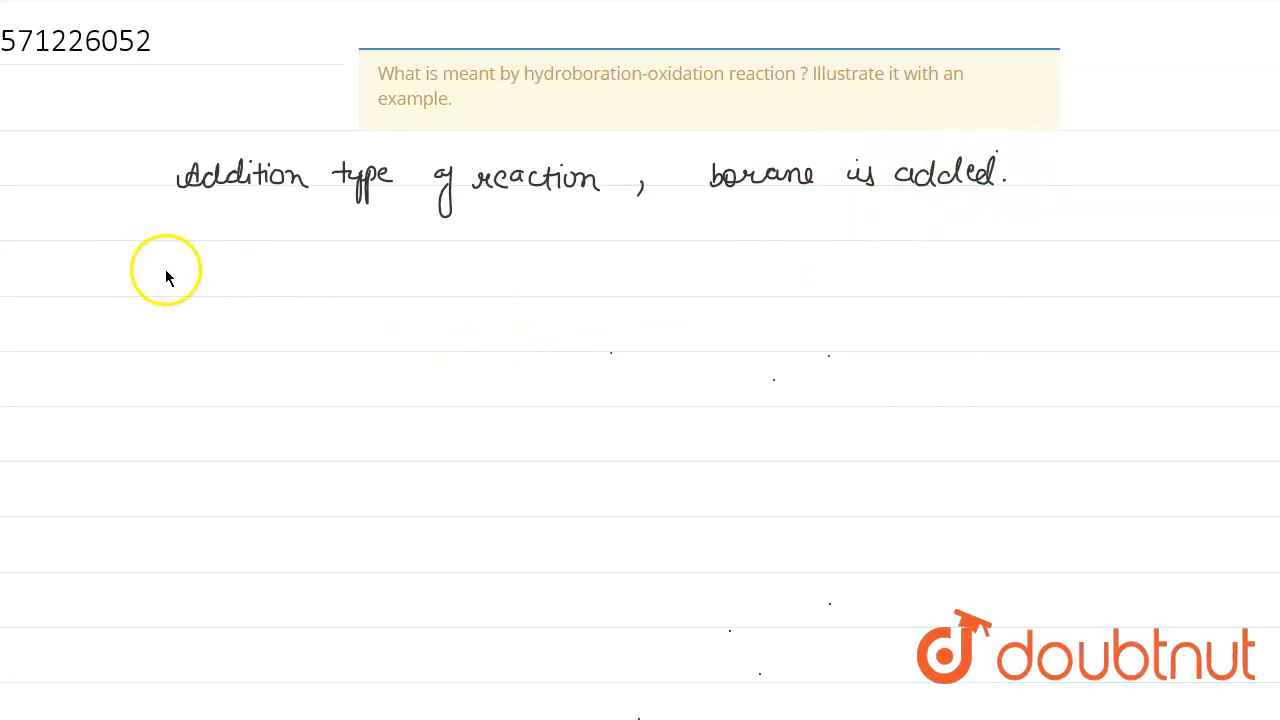 571226052
What is meant by hydroboration-oxidation reaction ? Illustrate it with an
example.
Addition type of reaction , borane is added.
doubtnut